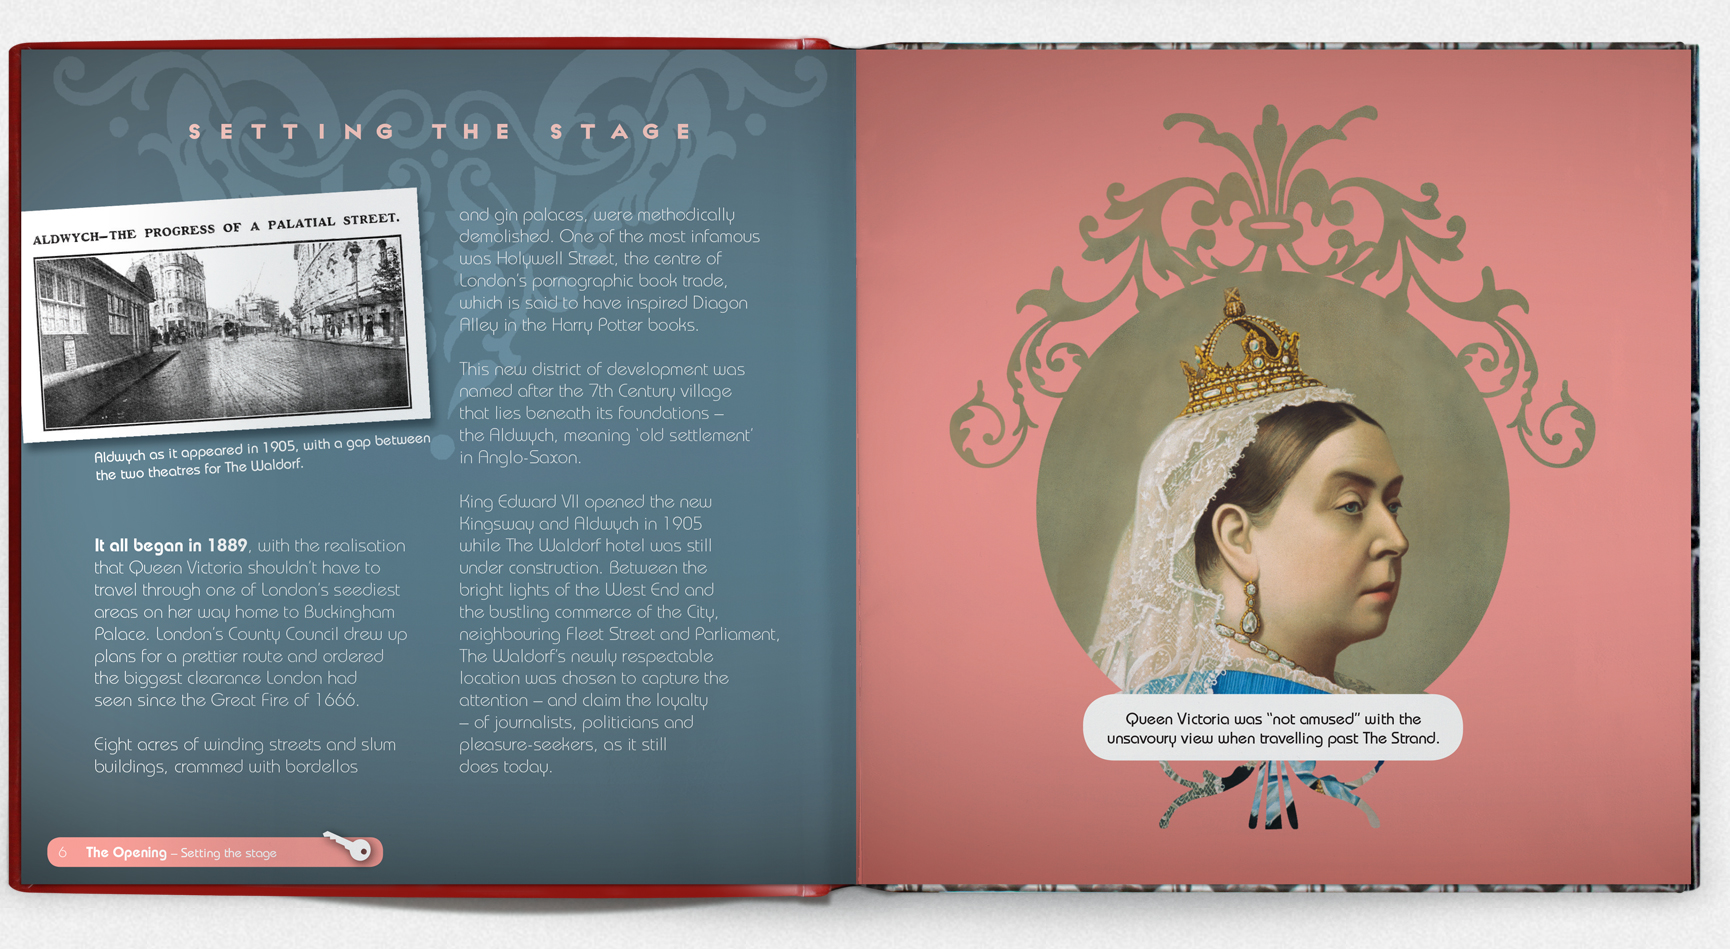 SETTING THE STAGE
ALDWYCH—THE PROGRESS OF A PALATIAL STREET.
Aldwych as it appeared in 1905, with a gap between
the two theatres for The Waldorf.
It all began in 1889, with the realisation
that Queen Victoria shouldn't have to
travel through one of London's seediest
areas on her way home to Buckingham
Palace. London's County Council drew up
plans for a prettier route and ordered
the biggest clearance London had
seen since the Great Fire of 1666.
Eight acres of winding streets and slum
buildings, crammed with bordellos
and gin palaces, were methodically
demolished. One of the most infamous
was Holywell Street, the centre of
London's pornographic book trade,
which is said to have inspired Diagon
Alley in the Harry Potter books.
This new district of development was
named after the 7th Century village
that lies beneath its foundations –
the Aldwych, meaning 'old settlement'
in Anglo-Saxon.
King Edward VII opened the new
Kingsway and Aldwych in 1905
while The Waldorf hotel was still
under construction. Between the
bright lights of the West End and
the bustling commerce of the City,
neighbouring Fleet Street and Parliament,
The Waldorf's newly respectable
location was chosen to capture the
attention – and claim the loyalty
– of journalists, politicians and
pleasure-seekers, as it still
does today.
6 The Opening – Setting the stage
Queen Victoria was "not amused" with the
unsavoury view when travelling past The Strand.